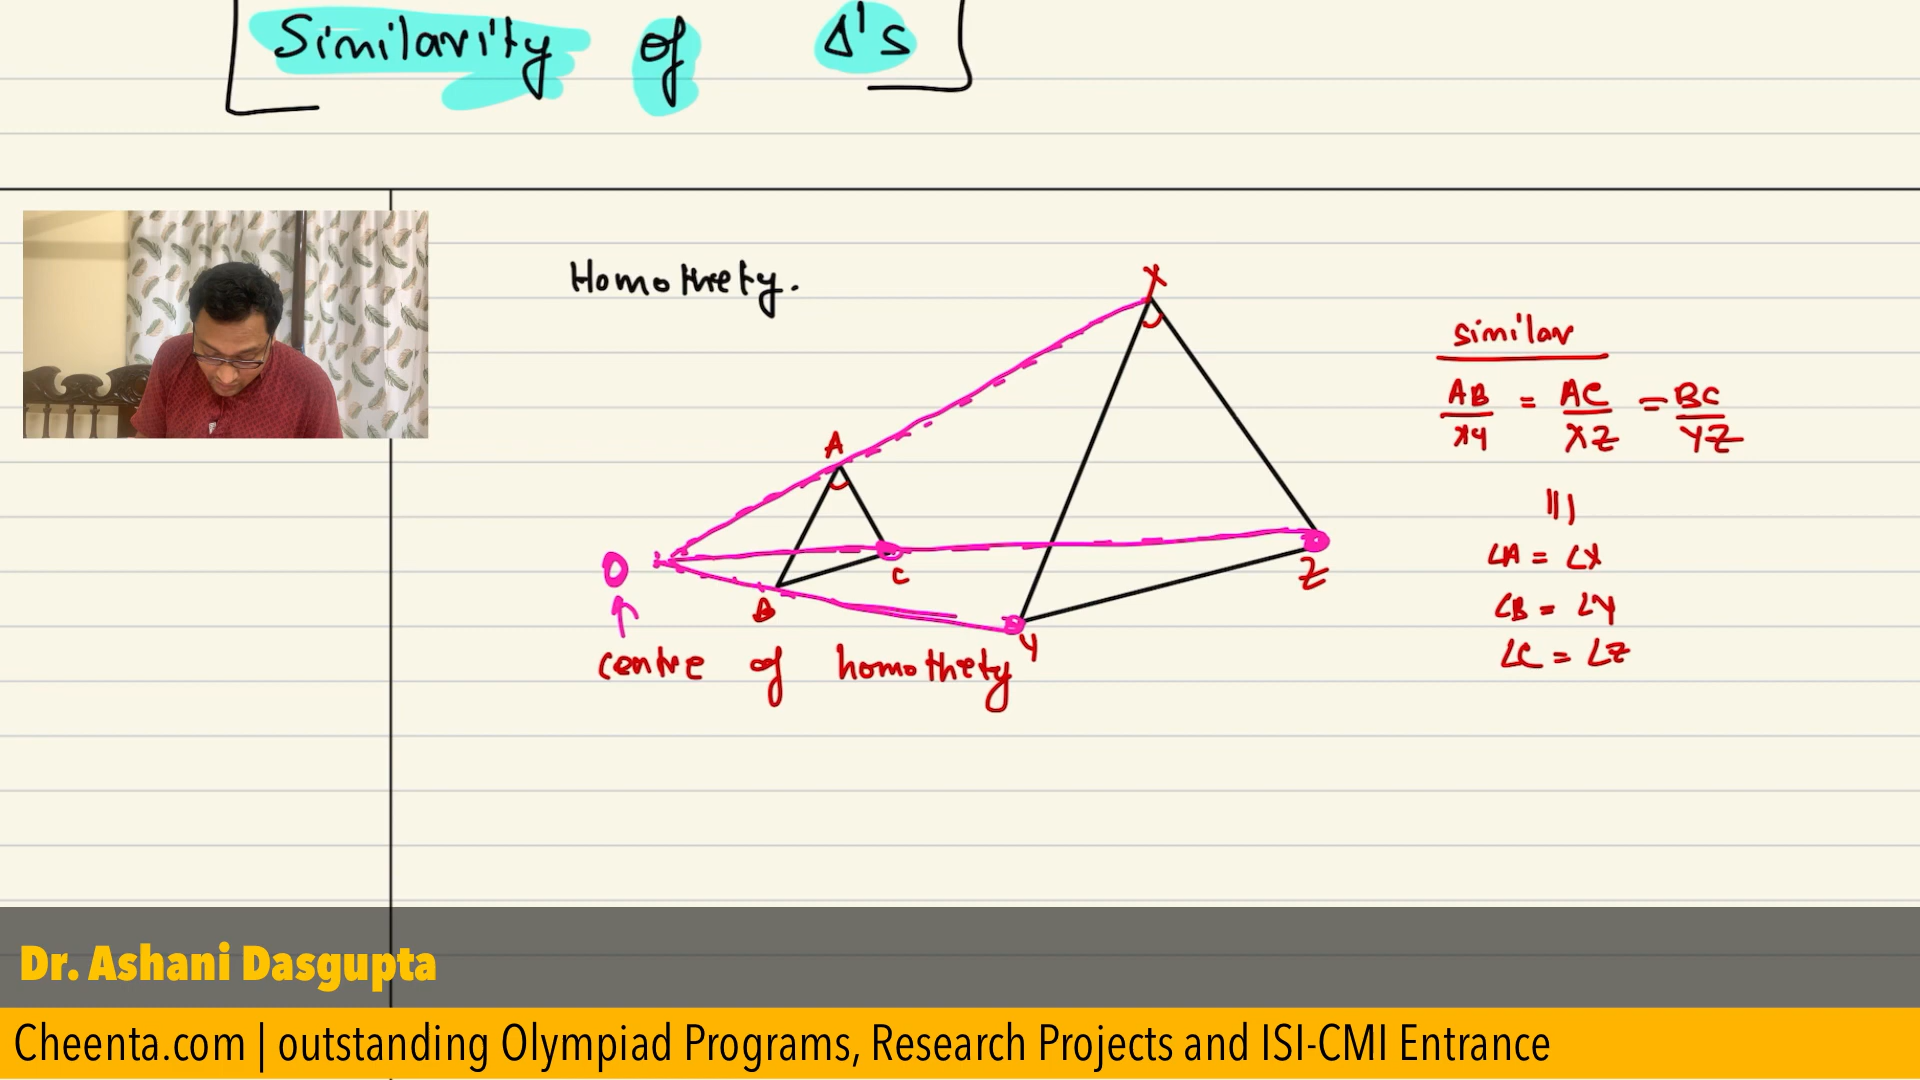 Similarity of Δ's
Homothety.
X
A
O
B
C
Y
Z
centre of homothety
similar
AB/XY = AC/XZ = BC/YZ
|||
∠A = ∠X
∠B = ∠Y
∠C = ∠Z
Dr. Ashani Dasgupta
Cheenta.com | outstanding Olympiad Programs, Research Projects and ISI-CMI Entrance